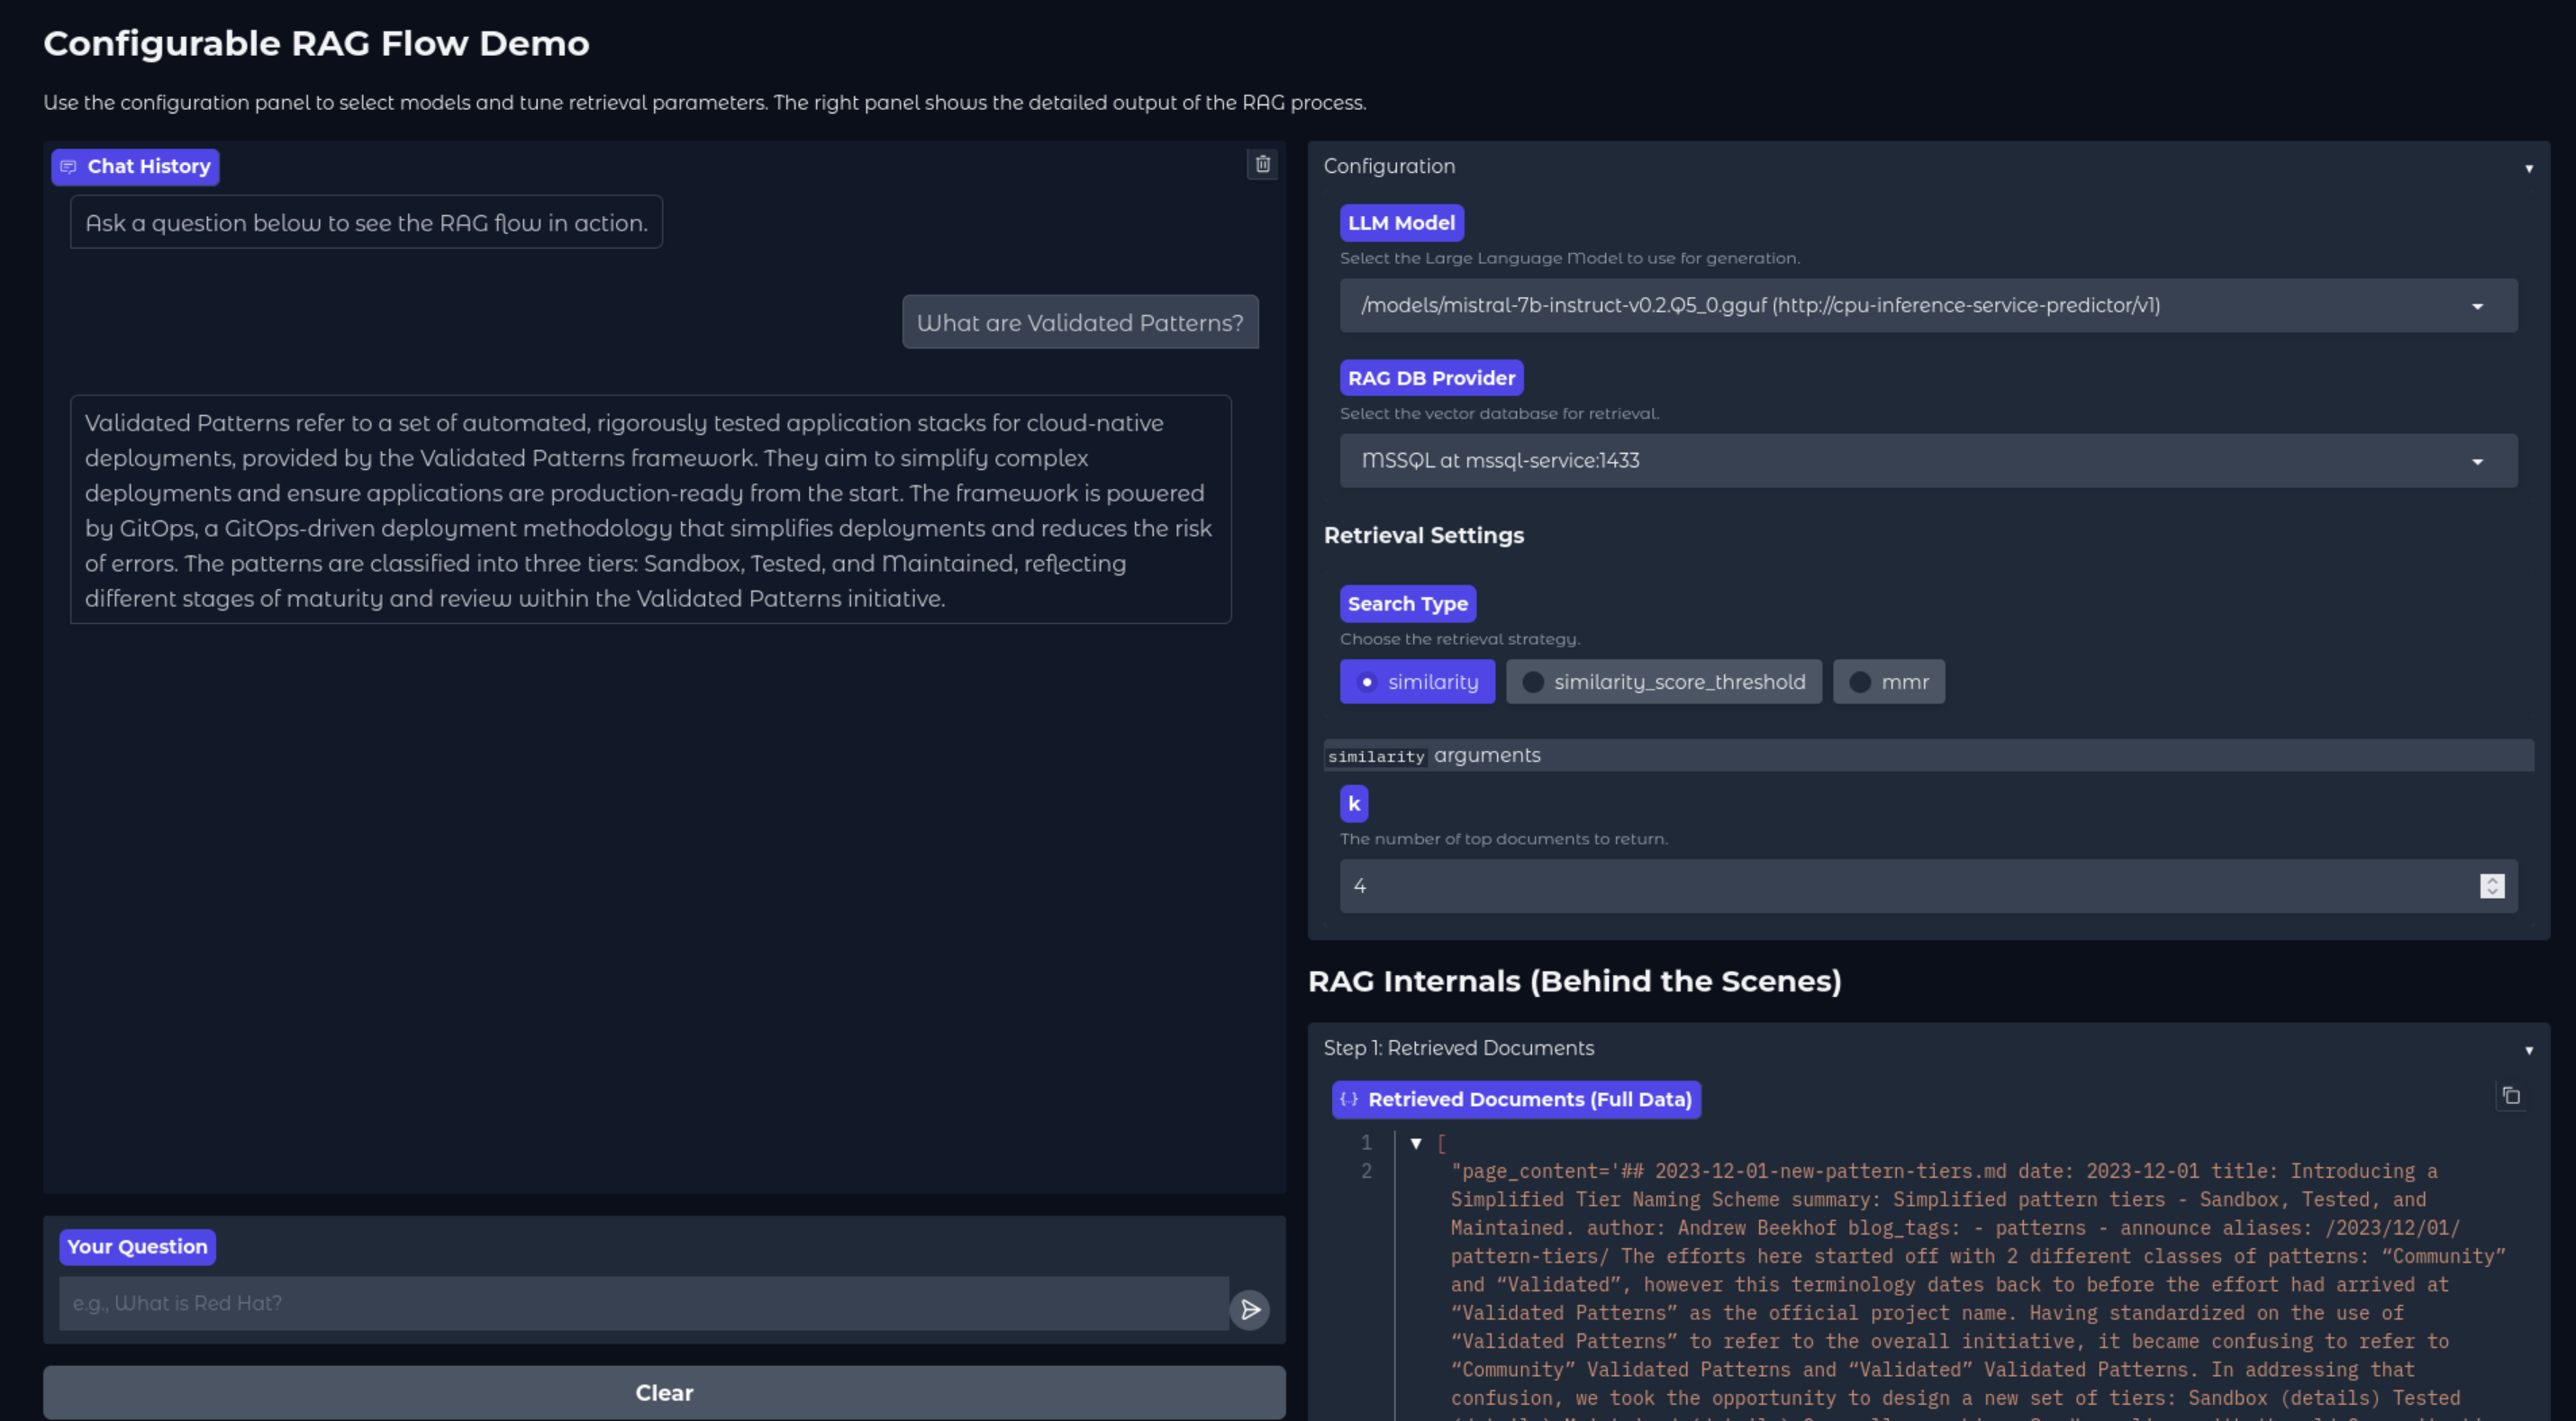 Configurable RAG Flow Demo
Use the configuration panel to select models and tune retrieval parameters. The right panel shows the detailed output of the RAG process.
Chat History
Ask a question below to see the RAG flow in action.
What are Validated Patterns?
Validated Patterns refer to a set of automated, rigorously tested application stacks for cloud-native
deployments, provided by the Validated Patterns framework. They aim to simplify complex
deployments and ensure applications are production-ready from the start. The framework is powered
by GitOps, a GitOps-driven deployment methodology that simplifies deployments and reduces the risk
of errors. The patterns are classified into three tiers: Sandbox, Tested, and Maintained, reflecting
different stages of maturity and review within the Validated Patterns initiative.
Your Question
e.g., What is Red Hat?
Clear
Configuration
LLM Model
Select the Large Language Model to use for generation.
/models/mistral-7b-instruct-v0.2.Q5_0.gguf (http://cpu-inference-service-predictor/v1)
RAG DB Provider
Select the vector database for retrieval.
MSSQL at mssql-service:1433
Retrieval Settings
Search Type
Choose the retrieval strategy.
similarity similarity_score_threshold mmr
similarity arguments
k
The number of top documents to return.
4
RAG Internals (Behind the Scenes)
Step 1: Retrieved Documents
{·} Retrieved Documents (Full Data)
1 [
2 "page_content='## 2023-12-01-new-pattern-tiers.md date: 2023-12-01 title: Introducing a
Simplified Tier Naming Scheme summary: Simplified pattern tiers - Sandbox, Tested, and
Maintained. author: Andrew Beekhof blog_tags: - patterns - announce aliases: /2023/12/01/
pattern-tiers/ The efforts here started off with 2 different classes of patterns: “Community”
and “Validated”, however this terminology dates back to before the effort had arrived at
“Validated Patterns” as the official project name. Having standardized on the use of
“Validated Patterns” to refer to the overall initiative, it became confusing to refer to
“Community” Validated Patterns and “Validated” Validated Patterns. In addressing that
confusion, we took the opportunity to design a new set of tiers: Sandbox (details) Tested